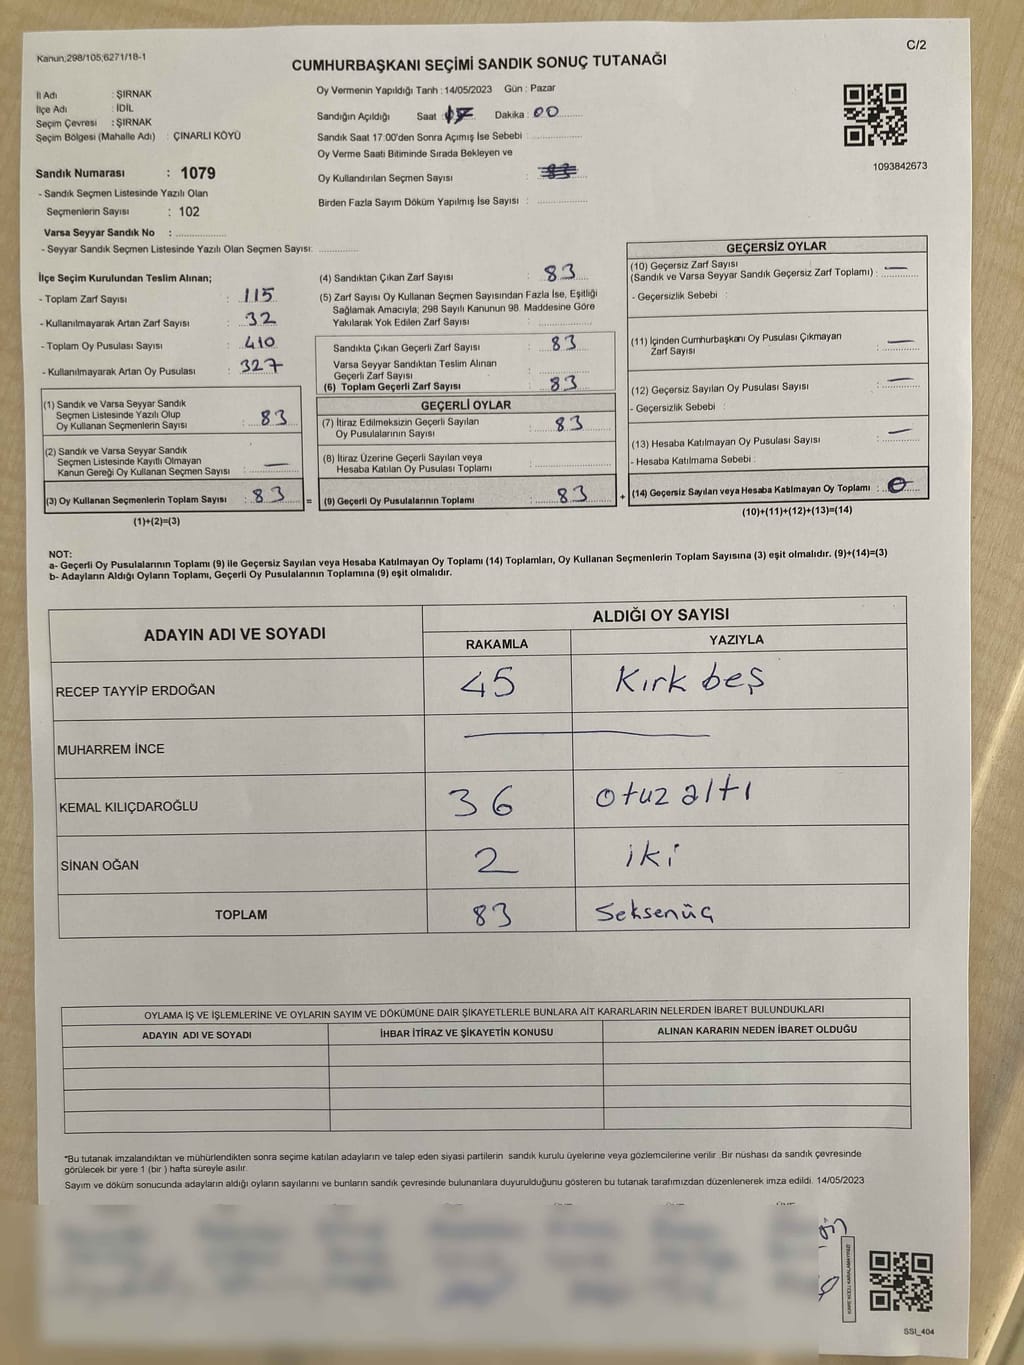 Kanun;298/105;6271/18-1
C/2
CUMHURBAŞKANI SEÇİMİ SANDIK SONUÇ TUTANAĞI
İl Adı : ŞIRNAK
İlçe Adı : İDİL
Seçim Çevresi : ŞIRNAK
Seçim Bölgesi (Mahalle Adı) : ÇINARLI KÖYÜ
Sandık Numarası : 1079
- Sandık Seçmen Listesinde Yazılı Olan
Seçmenlerin Sayısı : 102
Varsa Seyyar Sandık No :
- Seyyar Sandık Seçmen Listesinde Yazılı Olan Seçmen Sayısı:
Oy Vermenin Yapıldığı Tarih : 14/05/2023 Gün : Pazar
Sandığın Açıldığı Saat : 17 Dakika : 00
Sandık Saat 17:00'den Sonra Açımış İse Sebebi :
Oy Verme Saati Bitiminde Sırada Bekleyen ve
Oy Kullandırılan Seçmen Sayısı :
Birden Fazla Sayım Döküm Yapılmış İse Sayısı :
1093842673
İlçe Seçim Kurulundan Teslim Alınan;
- Toplam Zarf Sayısı : 115
- Kullanılmayarak Artan Zarf Sayısı : 32
- Toplam Oy Pusulası Sayısı : 410
- Kullanılmayarak Artan Oy Pusulası : 327
(1) Sandık ve Varsa Seyyar Sandık
Seçmen Listesinde Yazılı Olup
Oy Kullanan Seçmenlerin Sayısı : 83
(2) Sandık ve Varsa Seyyar Sandık
Seçmen Listesinde Kayıtlı Olmayan
Kanun Gereği Oy Kullanan Seçmen Sayısı : —
(3) Oy Kullanan Seçmenlerin Toplam Sayısı : 83 =
(1)+(2)=(3)
(4) Sandıktan Çıkan Zarf Sayısı : 83
(5) Zarf Sayısı Oy Kullanan Seçmen Sayısından Fazla İse, Eşitliği
Sağlamak Amacıyla; 298 Sayılı Kanunun 98. Maddesine Göre
Yakılarak Yok Edilen Zarf Sayısı :
Sandıkta Çıkan Geçerli Zarf Sayısı : 83
Varsa Seyyar Sandıktan Teslim Alınan
Geçerli Zarf Sayısı :
(6) Toplam Geçerli Zarf Sayısı : 83
GEÇERLİ OYLAR
(7) İtiraz Edilmeksizin Geçerli Sayılan
Oy Pusulalarının Sayısı : 83
(8) İtiraz Üzerine Geçerli Sayılan veya
Hesaba Katılan Oy Pusulası Toplamı :
(9) Geçerli Oy Pusulalarının Toplamı : 83 +
GEÇERSİZ OYLAR
(10) Geçersiz Zarf Sayısı
(Sandık ve Varsa Seyyar Sandık Geçersiz Zarf Toplamı) : —
- Geçersizlik Sebebi :
(11) İçinden Cumhurbaşkanı Oy Pusulası Çıkmayan
Zarf Sayısı : —
(12) Geçersiz Sayılan Oy Pusulası Sayısı : —
- Geçersizlik Sebebi :
(13) Hesaba Katılmayan Oy Pusulası Sayısı : —
- Hesaba Katılmama Sebebi :
(14) Geçersiz Sayılan veya Hesaba Katılmayan Oy Toplamı : 0
(10)+(11)+(12)+(13)=(14)
NOT:
a- Geçerli Oy Pusulalarının Toplamı (9) ile Geçersiz Sayılan veya Hesaba Katılmayan Oy Toplamı (14) Toplamları, Oy Kullanan Seçmenlerin Toplam Sayısına (3) eşit olmalıdır. (9)+(14)=(3)
b- Adayların Aldığı Oyların Toplamı, Geçerli Oy Pusulalarının Toplamına (9) eşit olmalıdır.
ADAYIN ADI VE SOYADI
ALDIĞI OY SAYISI
RAKAMLA YAZIYLA
RECEP TAYYİP ERDOĞAN 45 Kırk beş
MUHARREM İNCE
KEMAL KILIÇDAROĞLU 36 otuz altı
SİNAN OĞAN 2 iki
TOPLAM 83 Seksenüç
OYLAMA İŞ VE İŞLEMLERİNE VE OYLARIN SAYIM VE DÖKÜMÜNE DAİR ŞİKAYETLERLE BUNLARA AİT KARARLARIN NELERDEN İBARET BULUNDUKLARI
ADAYIN ADI VE SOYADI İHBAR İTİRAZ VE ŞİKAYETİN KONUSU ALINAN KARARIN NEDEN İBARET OLDUĞU
"Bu tutanak imzalandıktan ve mühürlendikten sonra seçime katılan adayların ve talep eden siyasi partilerin sandık kurulu üyelerine veya gözlemcilerine verilir .Bir nüshası da sandık çevresinde
görülecek bir yere 1 (bir ) hafta süreyle asılır.
Sayım ve döküm sonucunda adayların aldığı oyların sayılarını ve bunların sandık çevresinde bulunanlara duyurulduğunu gösteren bu tutanak tarafımızdan düzenlenerek imza edildi. 14/05/2023
SSI_404